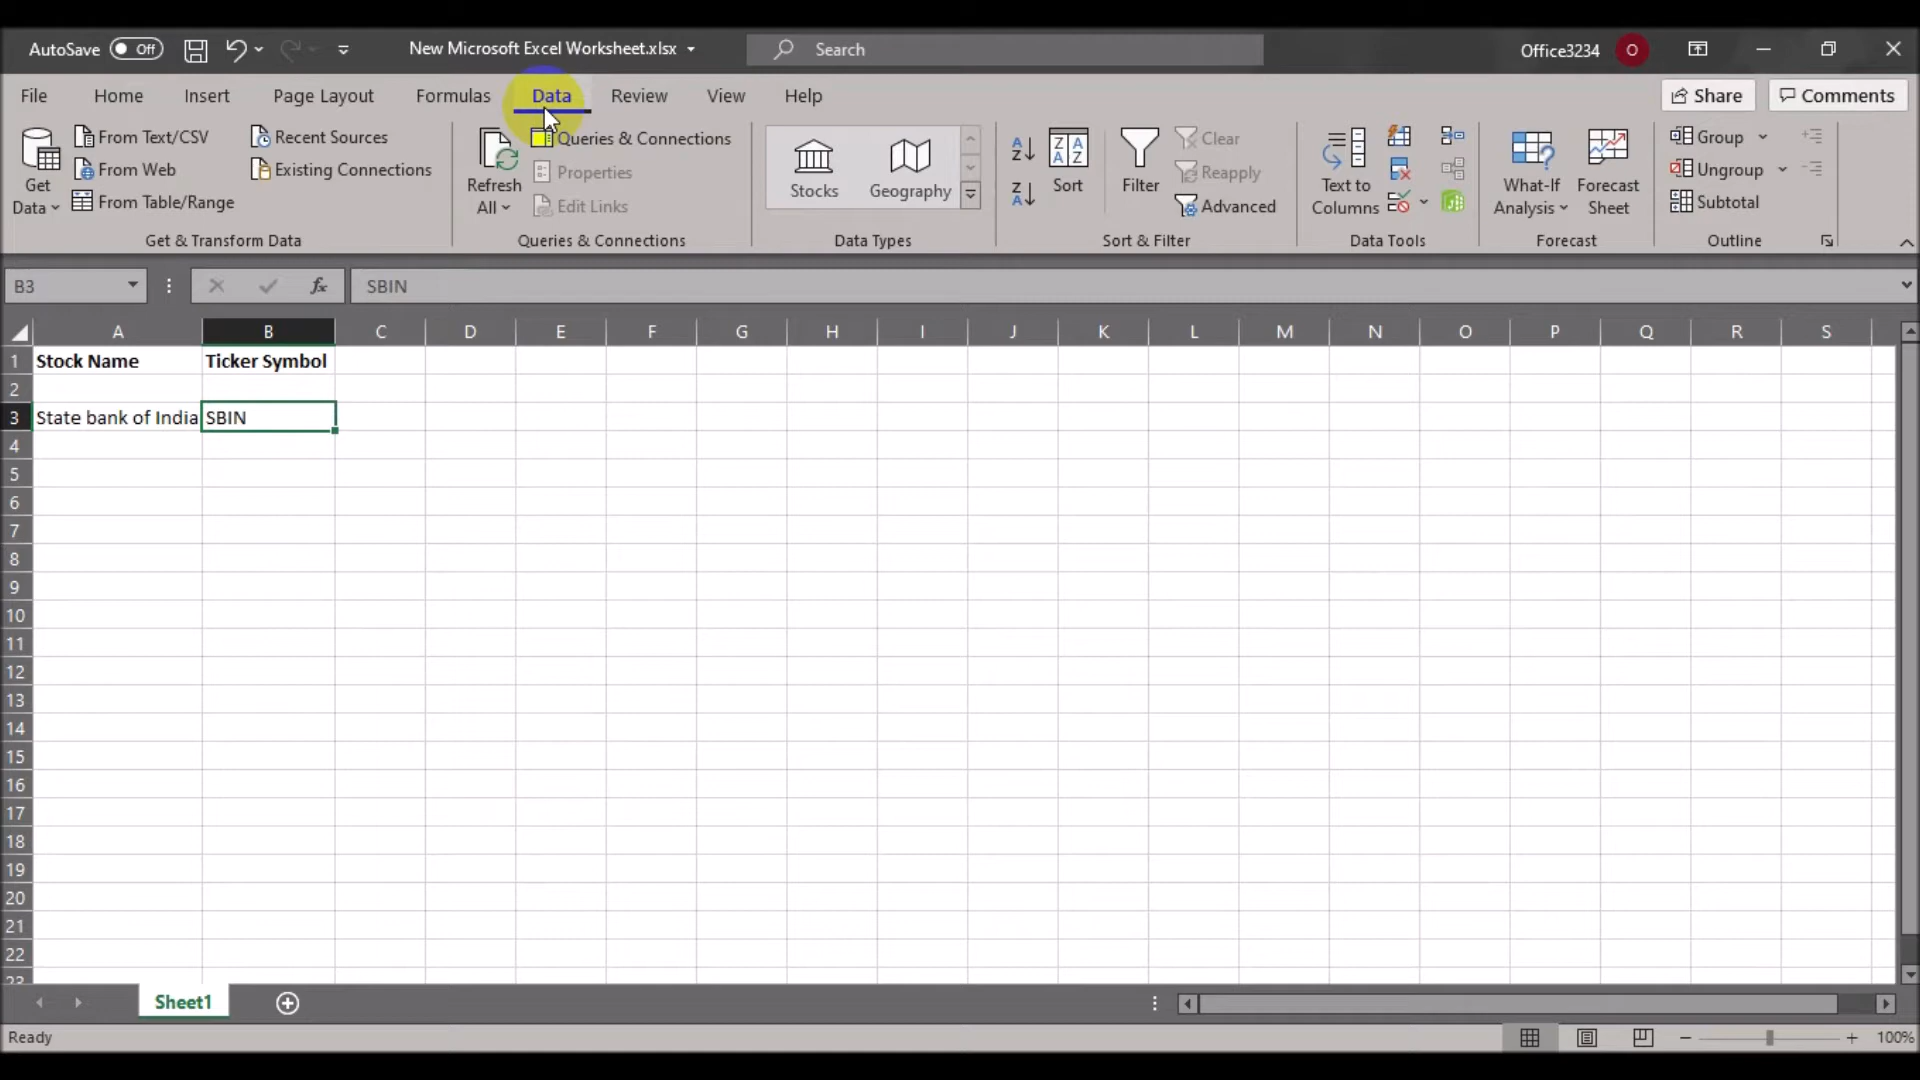 AutoSave Off New Microsoft Excel Worksheet.xlsx Search Office3234 O
File Home Insert Page Layout Formulas Data Review View Help Share Comments
Get Data
From Text/CSV
From Web
From Table/Range
Recent Sources
Existing Connections
Get & Transform Data
Refresh All
Queries & Connections
Properties
Edit Links
Queries & Connections
Stocks
Geography
Data Types
Sort
Filter
Clear
Reapply
Advanced
Sort & Filter
Text to Columns
Data Tools
What-If Analysis
Forecast Sheet
Forecast
Group
Ungroup
Subtotal
Outline
B3 fx SBIN
A B C D E F G H I J K L M N O P Q R S
1 Stock Name Ticker Symbol
2
3 State bank of India SBIN
4
5
6
7
8
9
10
11
12
13
14
15
16
17
18
19
20
21
22
23
Sheet1
Ready 100%